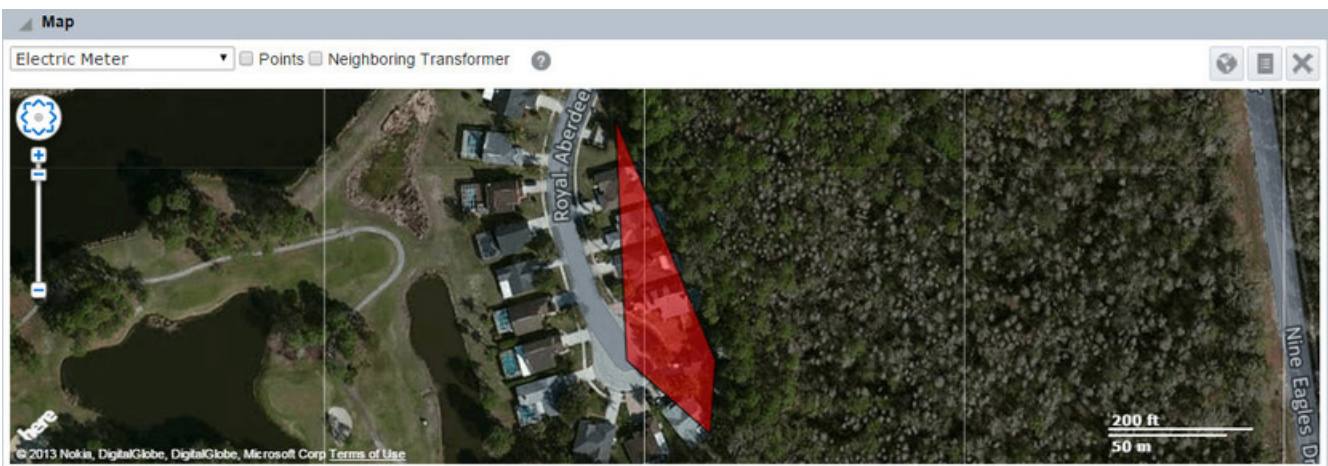 Map
Electric Meter Points Neighboring Transformer ?
Royal Aberdeen
Nine Eagles Dr
200 ft
50 m
here
© 2013 Nokia, DigitalGlobe, DigitalGlobe, Microsoft Corp Terms of Use